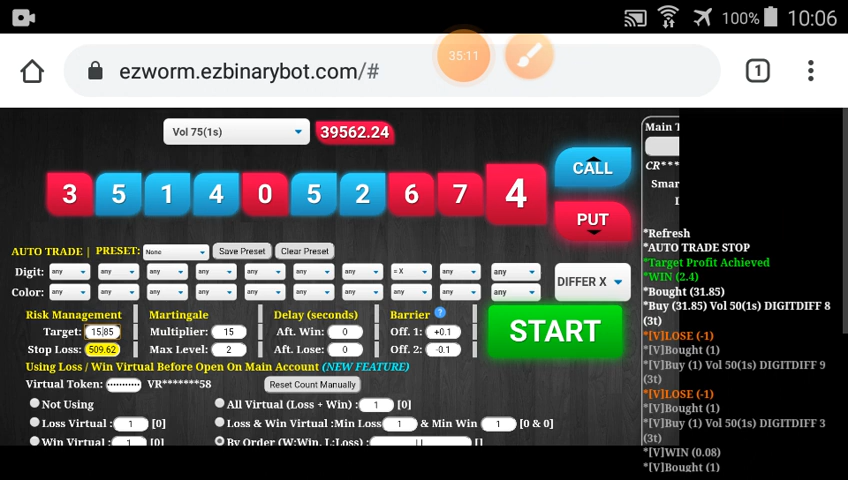 100% 10:06
35:11
ezworm.ezbinarybot.com/# 1
Vol 75(1s) 39562.24
3 5 1 4 0 5 2 6 7 4
CALL
PUT
Main T
CR***
Smar
*Refresh
*AUTO TRADE STOP
*Target Profit Achieved
*WIN (2.4)
*Bought (31.85)
*Buy (31.85) Vol 50(1s) DIGITDIFF 8
(3t)
*[V]LOSE (-1)
*[V]Bought (1)
*[V]Buy (1) Vol 50(1s) DIGITDIFF 9
(3t)
*[V]LOSE (-1)
*[V]Bought (1)
*[V]Buy (1) Vol 50(1s) DIGITDIFF 3
(3t)
*[V]WIN (0.08)
*[V]Bought (1)
AUTO TRADE | PRESET: None Save Preset Clear Preset
Digit: any any any any any any any = X any any
Color: any any any any any any any any any any
DIFFER X
Risk Management Martingale Delay (seconds) Barrier ?
Target: 15.85 Multiplier: 15 Aft. Win: 0 Off. 1: +0.1
Stop Loss: 509.62 Max Level: 2 Aft. Lose: 0 Off. 2: -0.1
START
Using Loss / Win Virtual Before Open On Main Account (NEW FEATURE)
Virtual Token: ··········· VR*******58 Reset Count Manually
Not Using All Virtual (Loss + Win) : 1 [0]
Loss Virtual : 1 [0] Loss & Win Virtual :Min Loss 1 & Min Win 1 [0 & 0]
Win Virtual : 1 [0] By Order (W:Win, L:Loss) : LL []